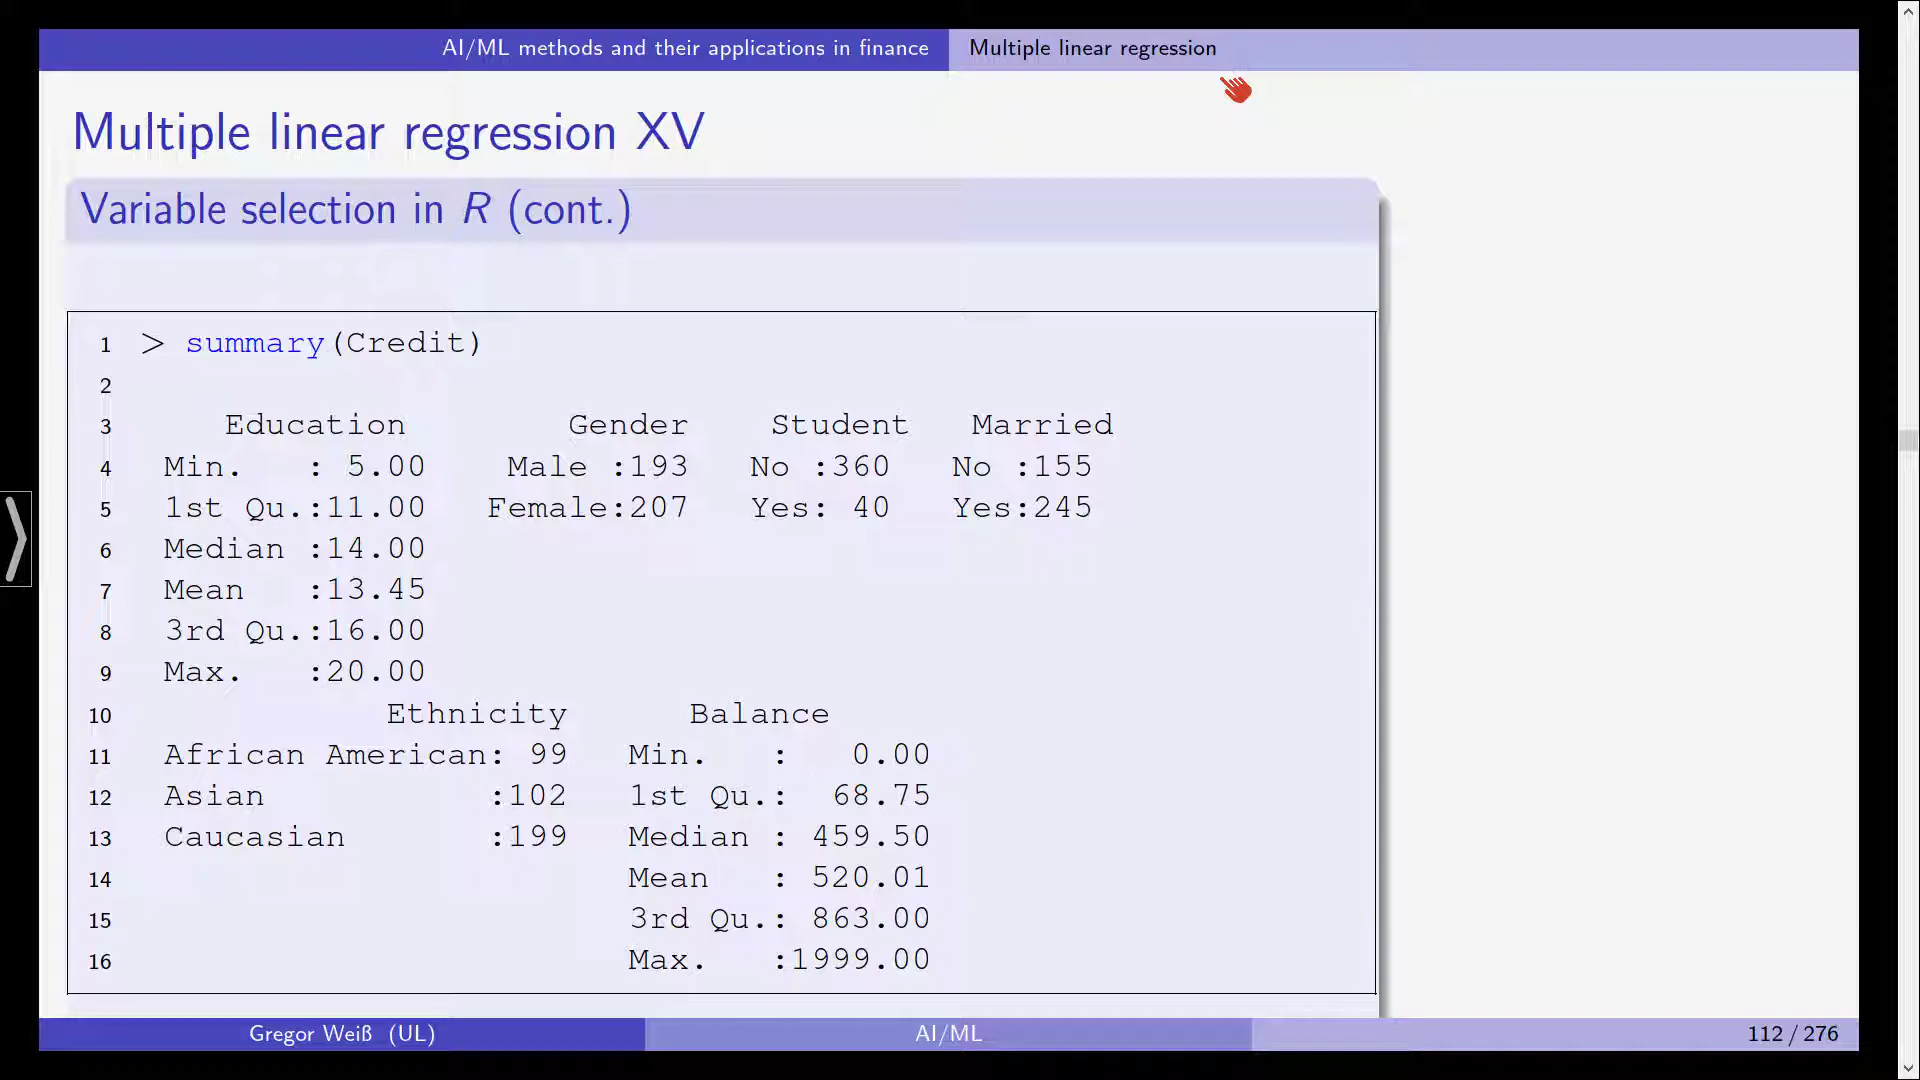 AI/ML methods and their applications in finance Multiple linear regression
Multiple linear regression XV
Variable selection in R (cont.)
1 > summary(Credit)
2
3 Education Gender Student Married
4 Min. : 5.00 Male :193 No :360 No :155
5 1st Qu.:11.00 Female:207 Yes: 40 Yes:245
6 Median :14.00
7 Mean :13.45
8 3rd Qu.:16.00
9 Max. :20.00
10 Ethnicity Balance
11 African American: 99 Min. : 0.00
12 Asian :102 1st Qu.: 68.75
13 Caucasian :199 Median : 459.50
14 Mean : 520.01
15 3rd Qu.: 863.00
16 Max. :1999.00
Gregor Weiß (UL) AI/ML 112 / 276